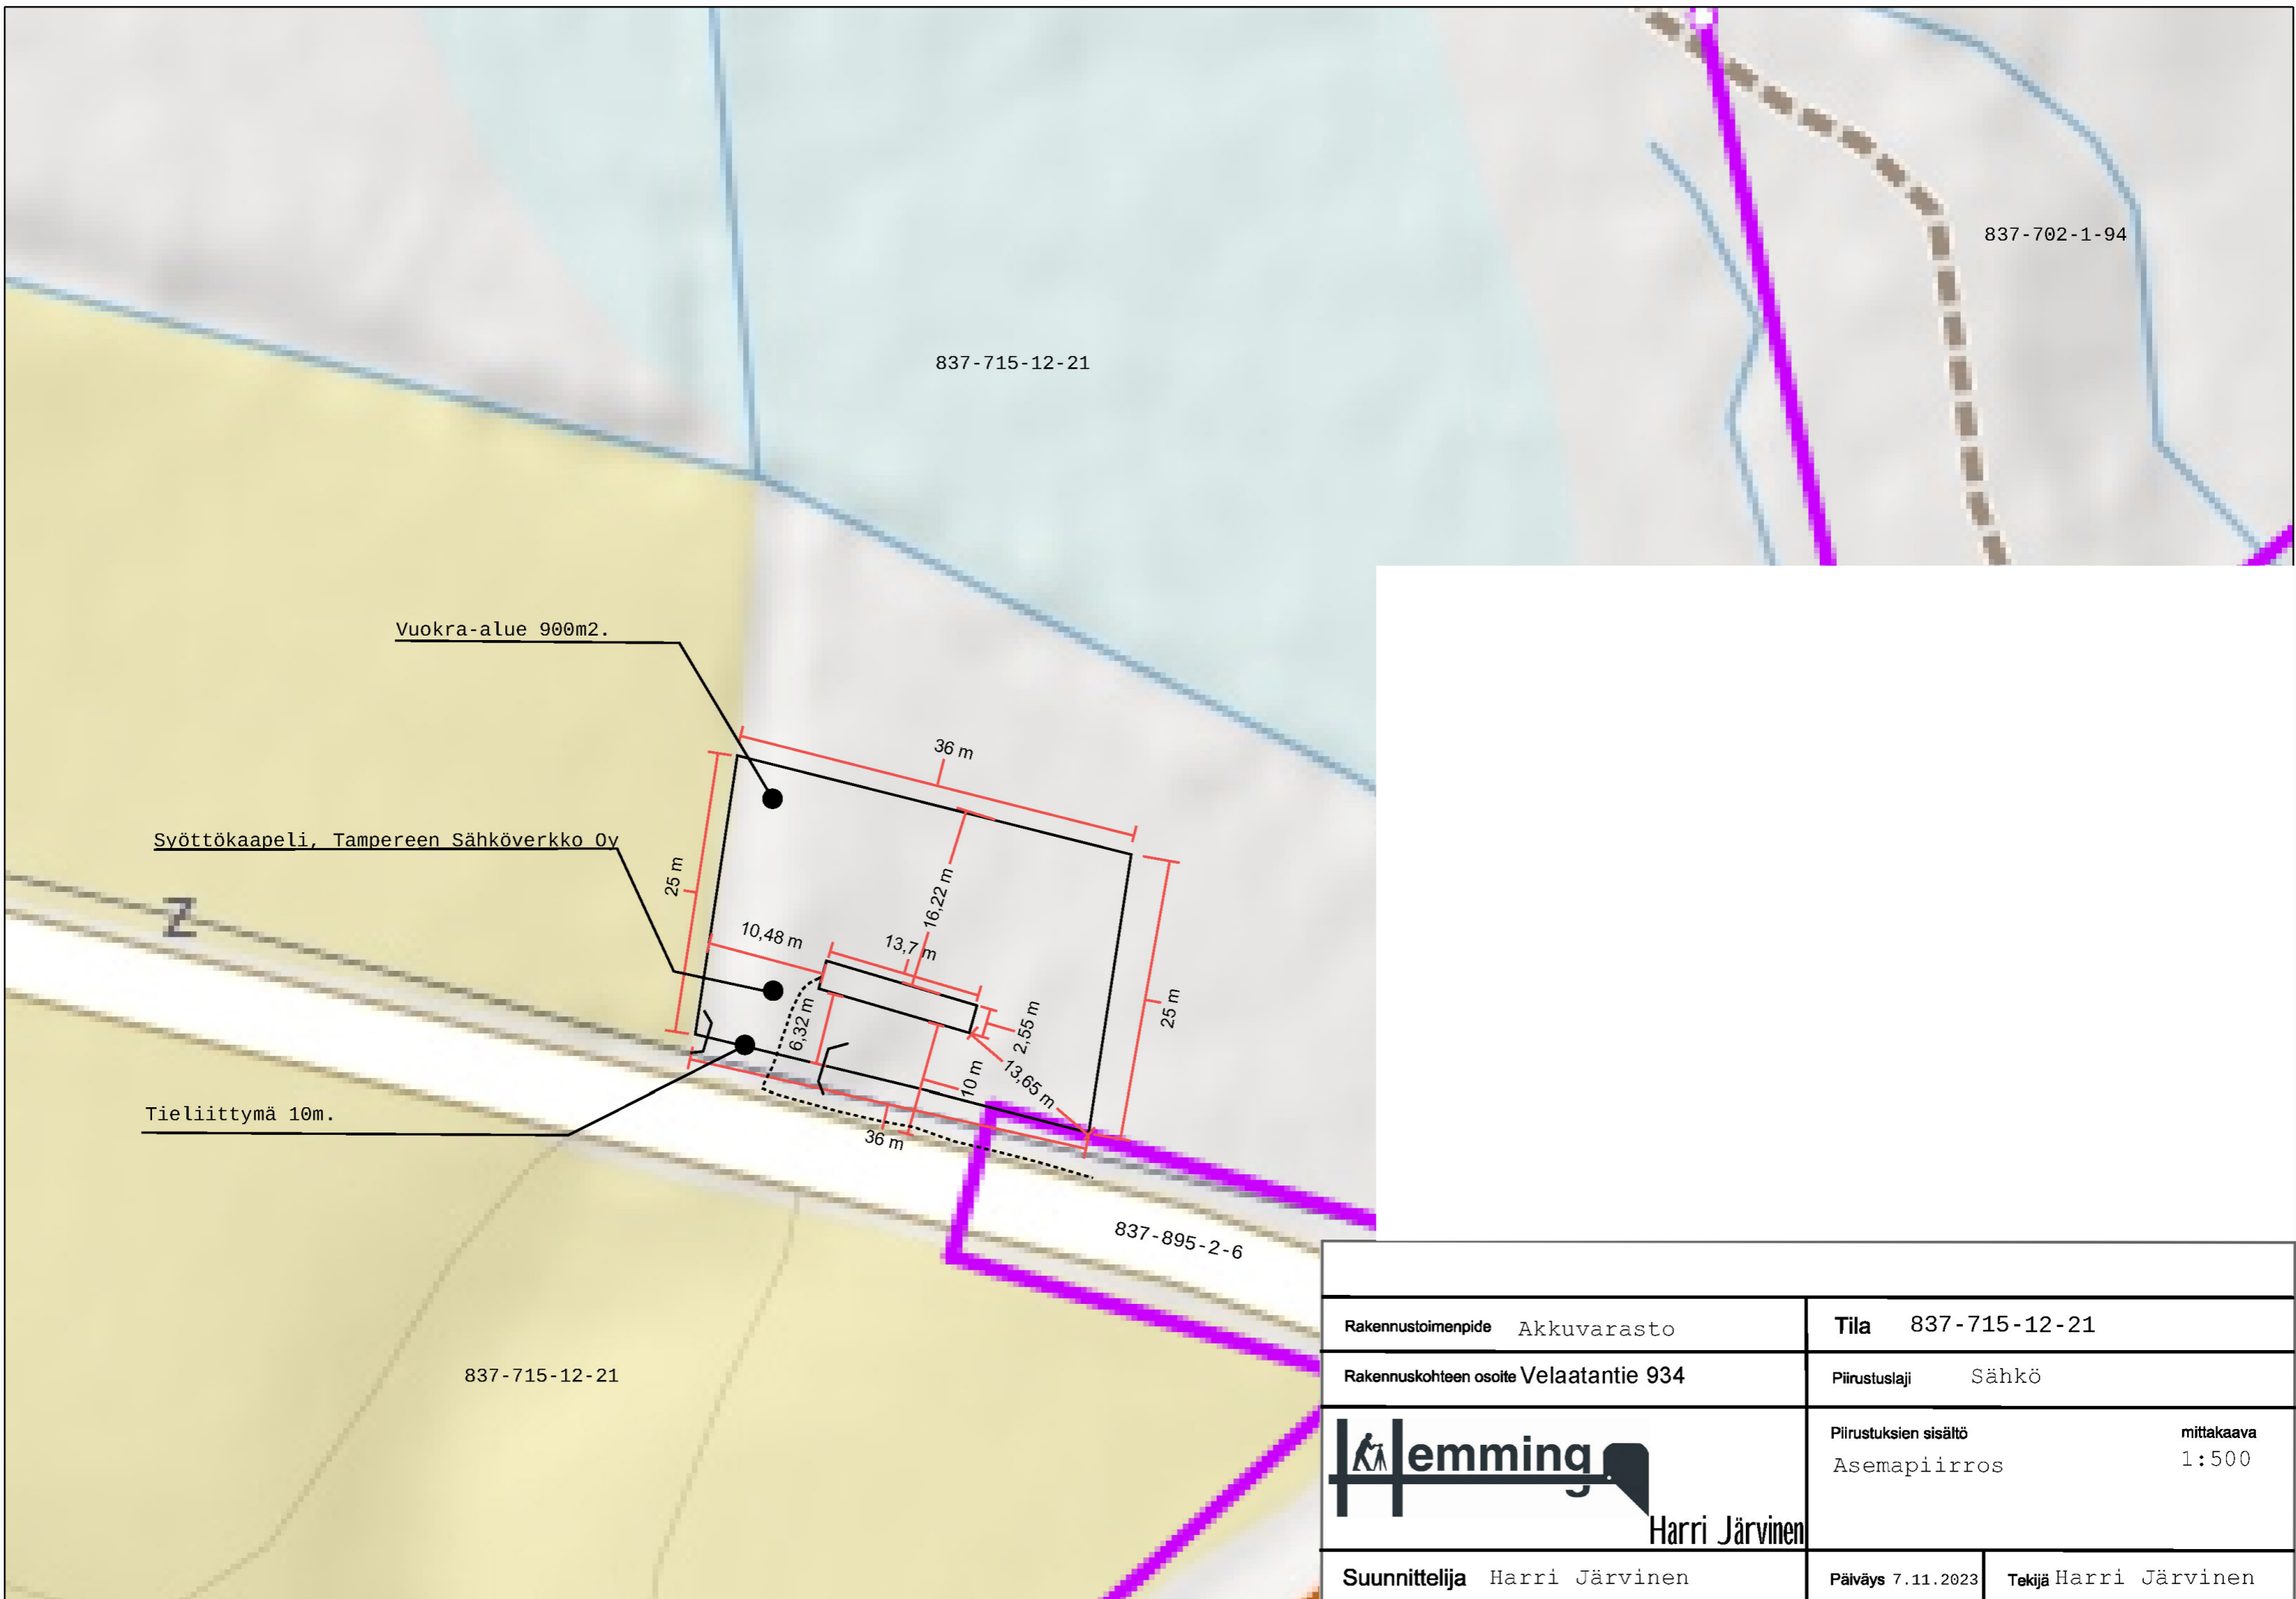 837-702-1-94
837-715-12-21
Vuokra-alue 900m2.
36 m
Syöttökaapeli, Tampereen Sähköverkko Oy
25 m
16,22 m
10,48 m
13,7 m
25 m
6,32 m
2,55 m
10 m
13,65 m
Tieliittymä 10m.
36 m
837-895-2-6
837-715-12-21
Rakennustoimenpide Akkuvarasto
Tila 837-715-12-21
Rakennuskohteen osoite Velaatantie 934
Piirustuslaji Sähkö
Hemming
Harri Järvinen
Piirustuksien sisältö
mittakaava
Asemapiirros
1:500
Suunnittelija Harri Järvinen
Päiväys 7.11.2023
Tekijä Harri Järvinen